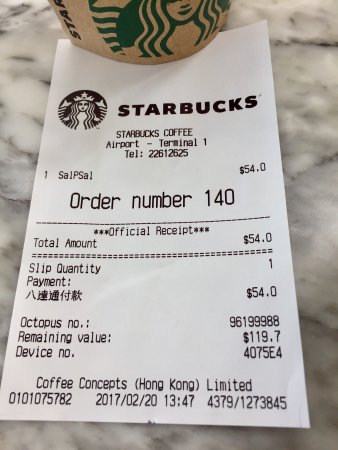 STARBUCKS
STARBUCKS COFFEE
Airport - Terminal 1
Tel: 22612625
1 SalPSal $54.0
Order number 140
***Official Receipt***
Total Amount $54.0
Slip Quantity 1
Payment:
八達通付款 $54.0
Octopus no.: 96199988
Remaining value: $119.7
Device no. 4075E4
Coffee Concepts (Hong Kong) Limited
0101075782 2017/02/20 13:47 4379/1273845